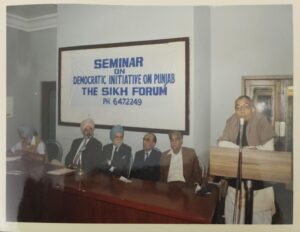 SEMINAR
ON
DEMOCRATIC INITIATIVE ON PUNJAB
THE SIKH FORUM
PH. 6472249